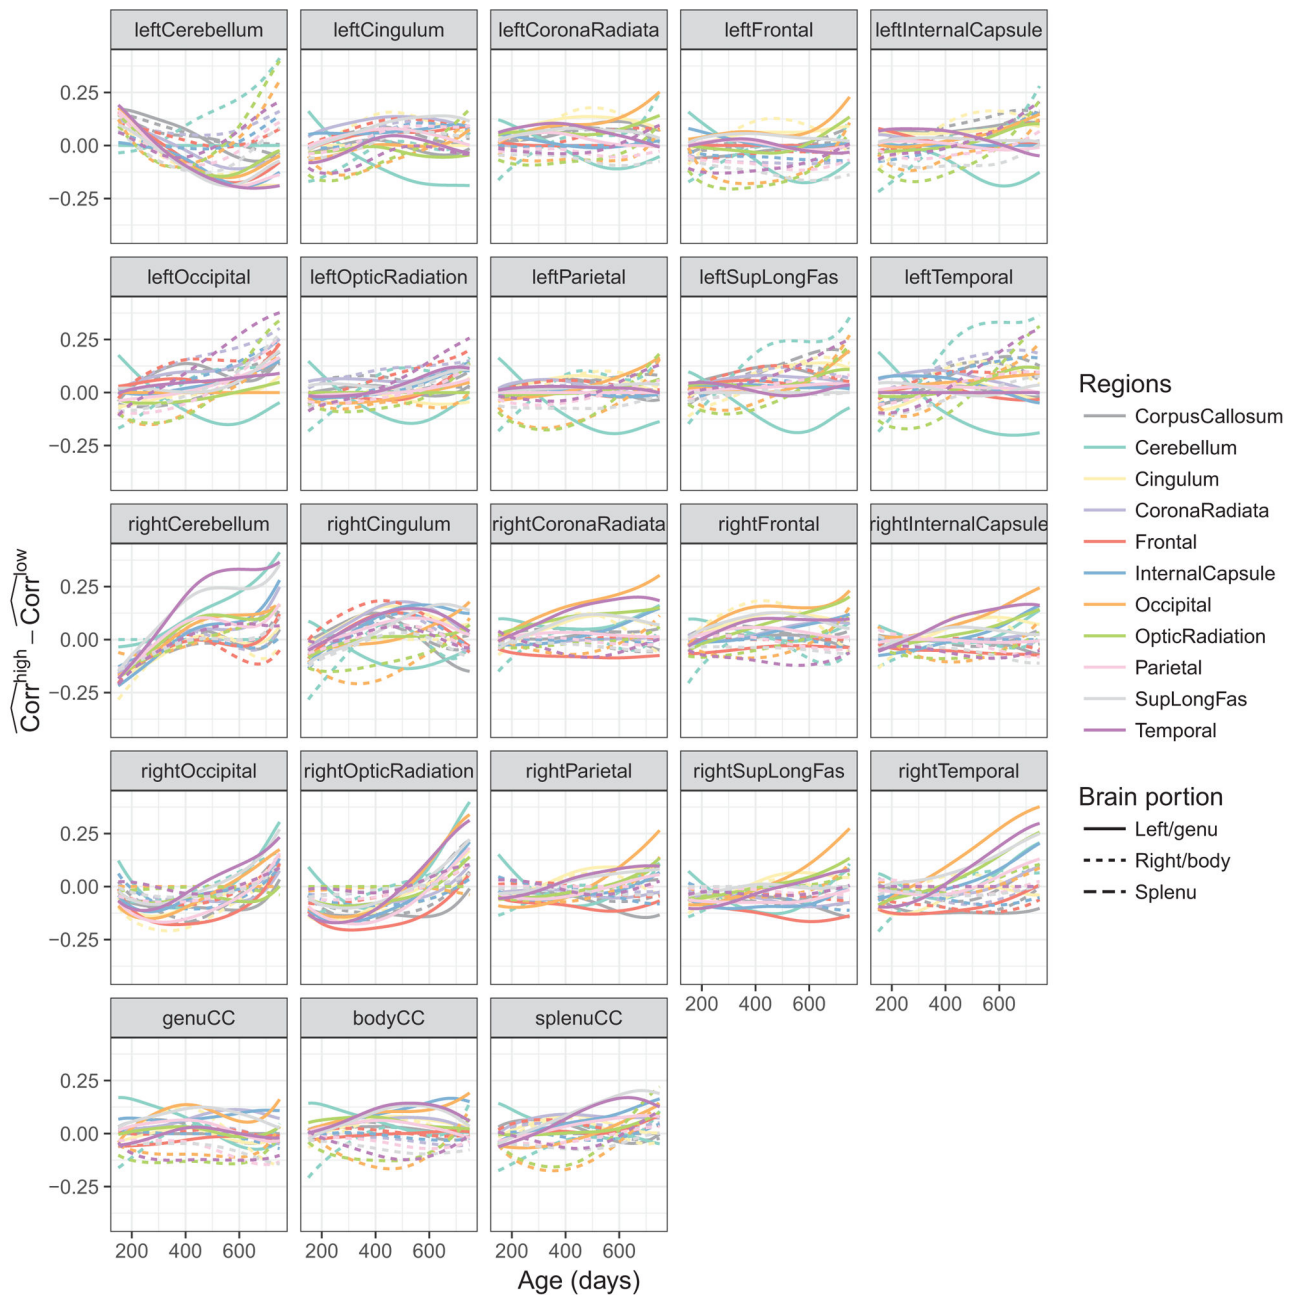 leftCerebellum leftCingulum leftCoronaRadiata leftFrontal leftInternalCapsule
0.25
0.00
−0.25
leftOccipital leftOpticRadiation leftParietal leftSupLongFas leftTemporal
0.25
0.00
−0.25
rightCerebellum rightCingulum rightCoronaRadiata rightFrontal rightInternalCapsule
0.25
0.00
−0.25
rightOccipital rightOpticRadiation rightParietal rightSupLongFas rightTemporal
0.25
0.00
−0.25
200 400 600 200 400 600
genuCC bodyCC splenuCC
0.25
0.00
−0.25
200 400 600 200 400 600 200 400 600
Age (days)
Corr^high − Corr^low
Regions
CorpusCallosum
Cerebellum
Cingulum
CoronaRadiata
Frontal
InternalCapsule
Occipital
OpticRadiation
Parietal
SupLongFas
Temporal
Brain portion
Left/genu
Right/body
Splenu